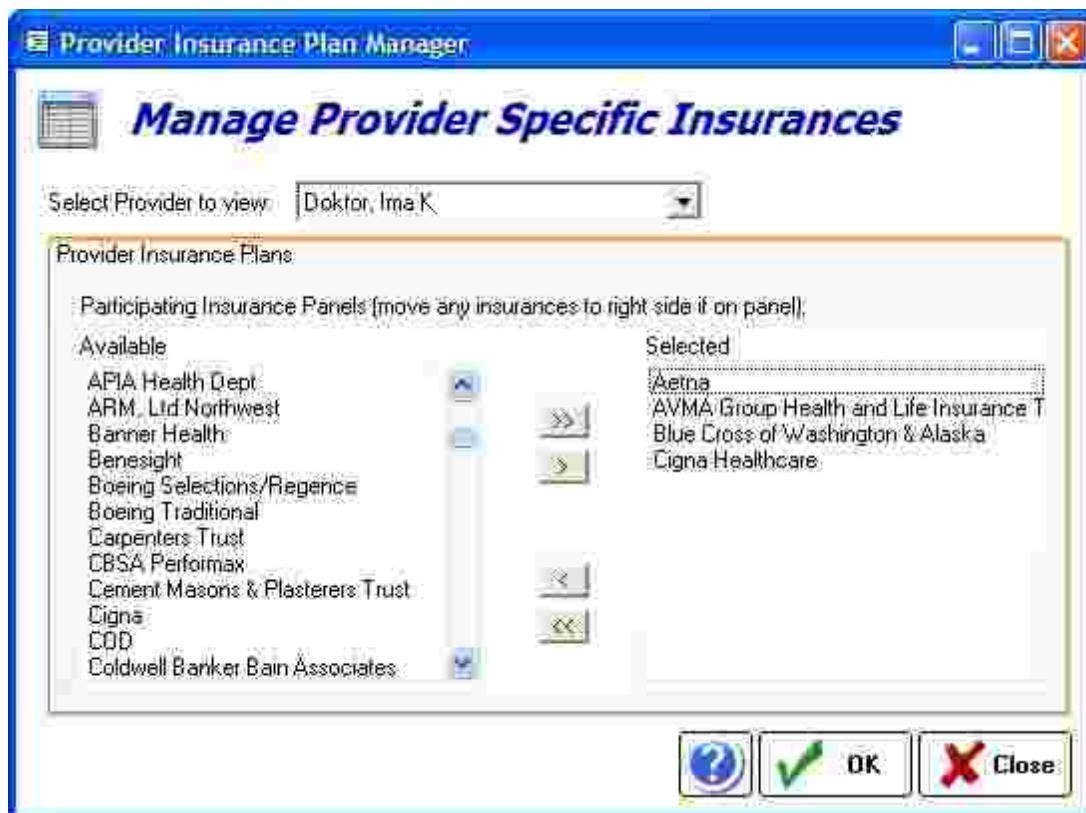 Provider Insurance Plan Manager
Manage Provider Specific Insurances
Select Provider to view: Doktor, Ima K
Provider Insurance Plans
Participating Insurance Panels (move any insurances to right side if on panel);
Available
APIA Health Dept
ARM, Ltd Northwest
Banner Health
Benesight
Boeing Selections/Regence
Boeing Traditional
Carpenters Trust
CBSA Performax
Cement Masons & Plasterers Trust
Cigna
COD
Coldwell Banker Bain Associates
>>
>
<
<<
Selected
Aetna
AVMA Group Health and Life Insurance T
Blue Cross of Washington & Alaska
Cigna Healthcare
? OK Close